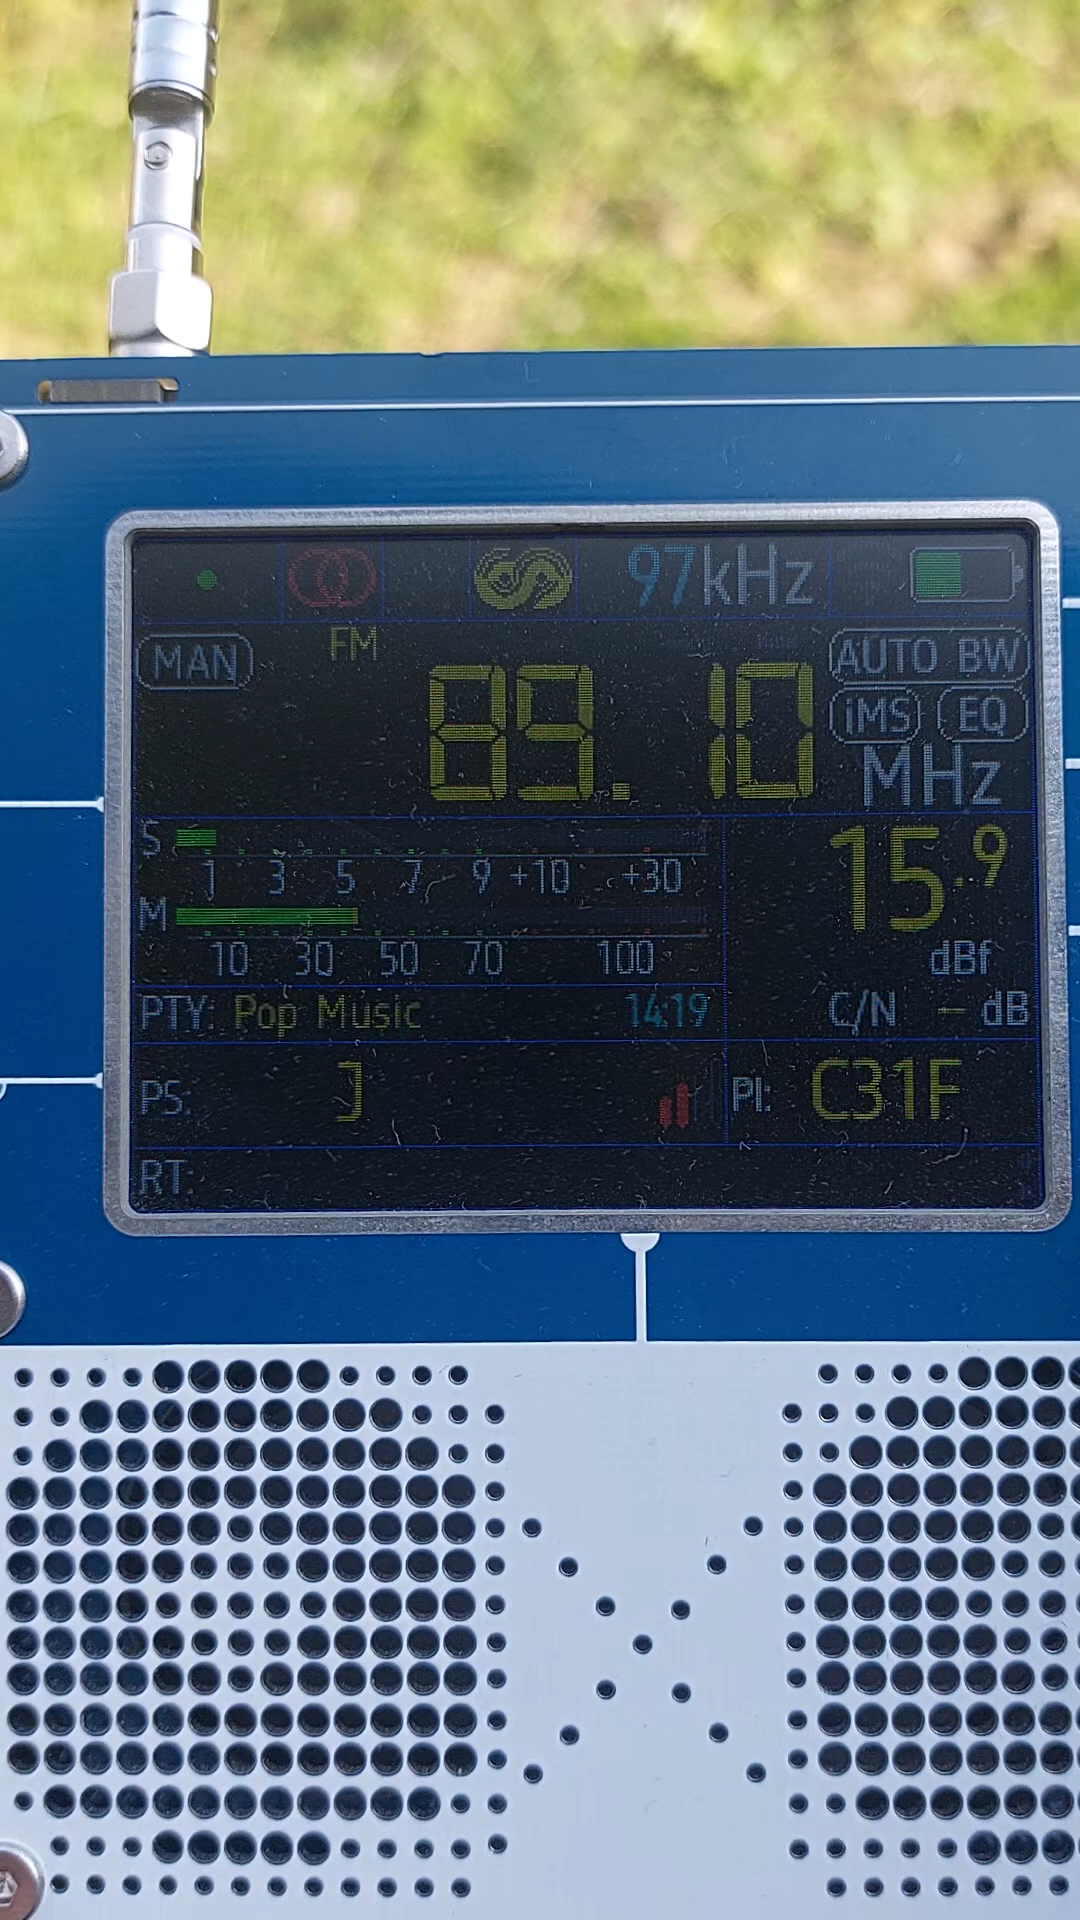 97kHz
MAN
FM
89.10
AUTO BW
iMS
EQ
MHz
S
1 3 5 7 9 +10 +30
M
10 30 50 70 100
15.9
dBf
PTY: Pop Music 14:19
C/N – dB
PS: J
PI: C31F
RT: